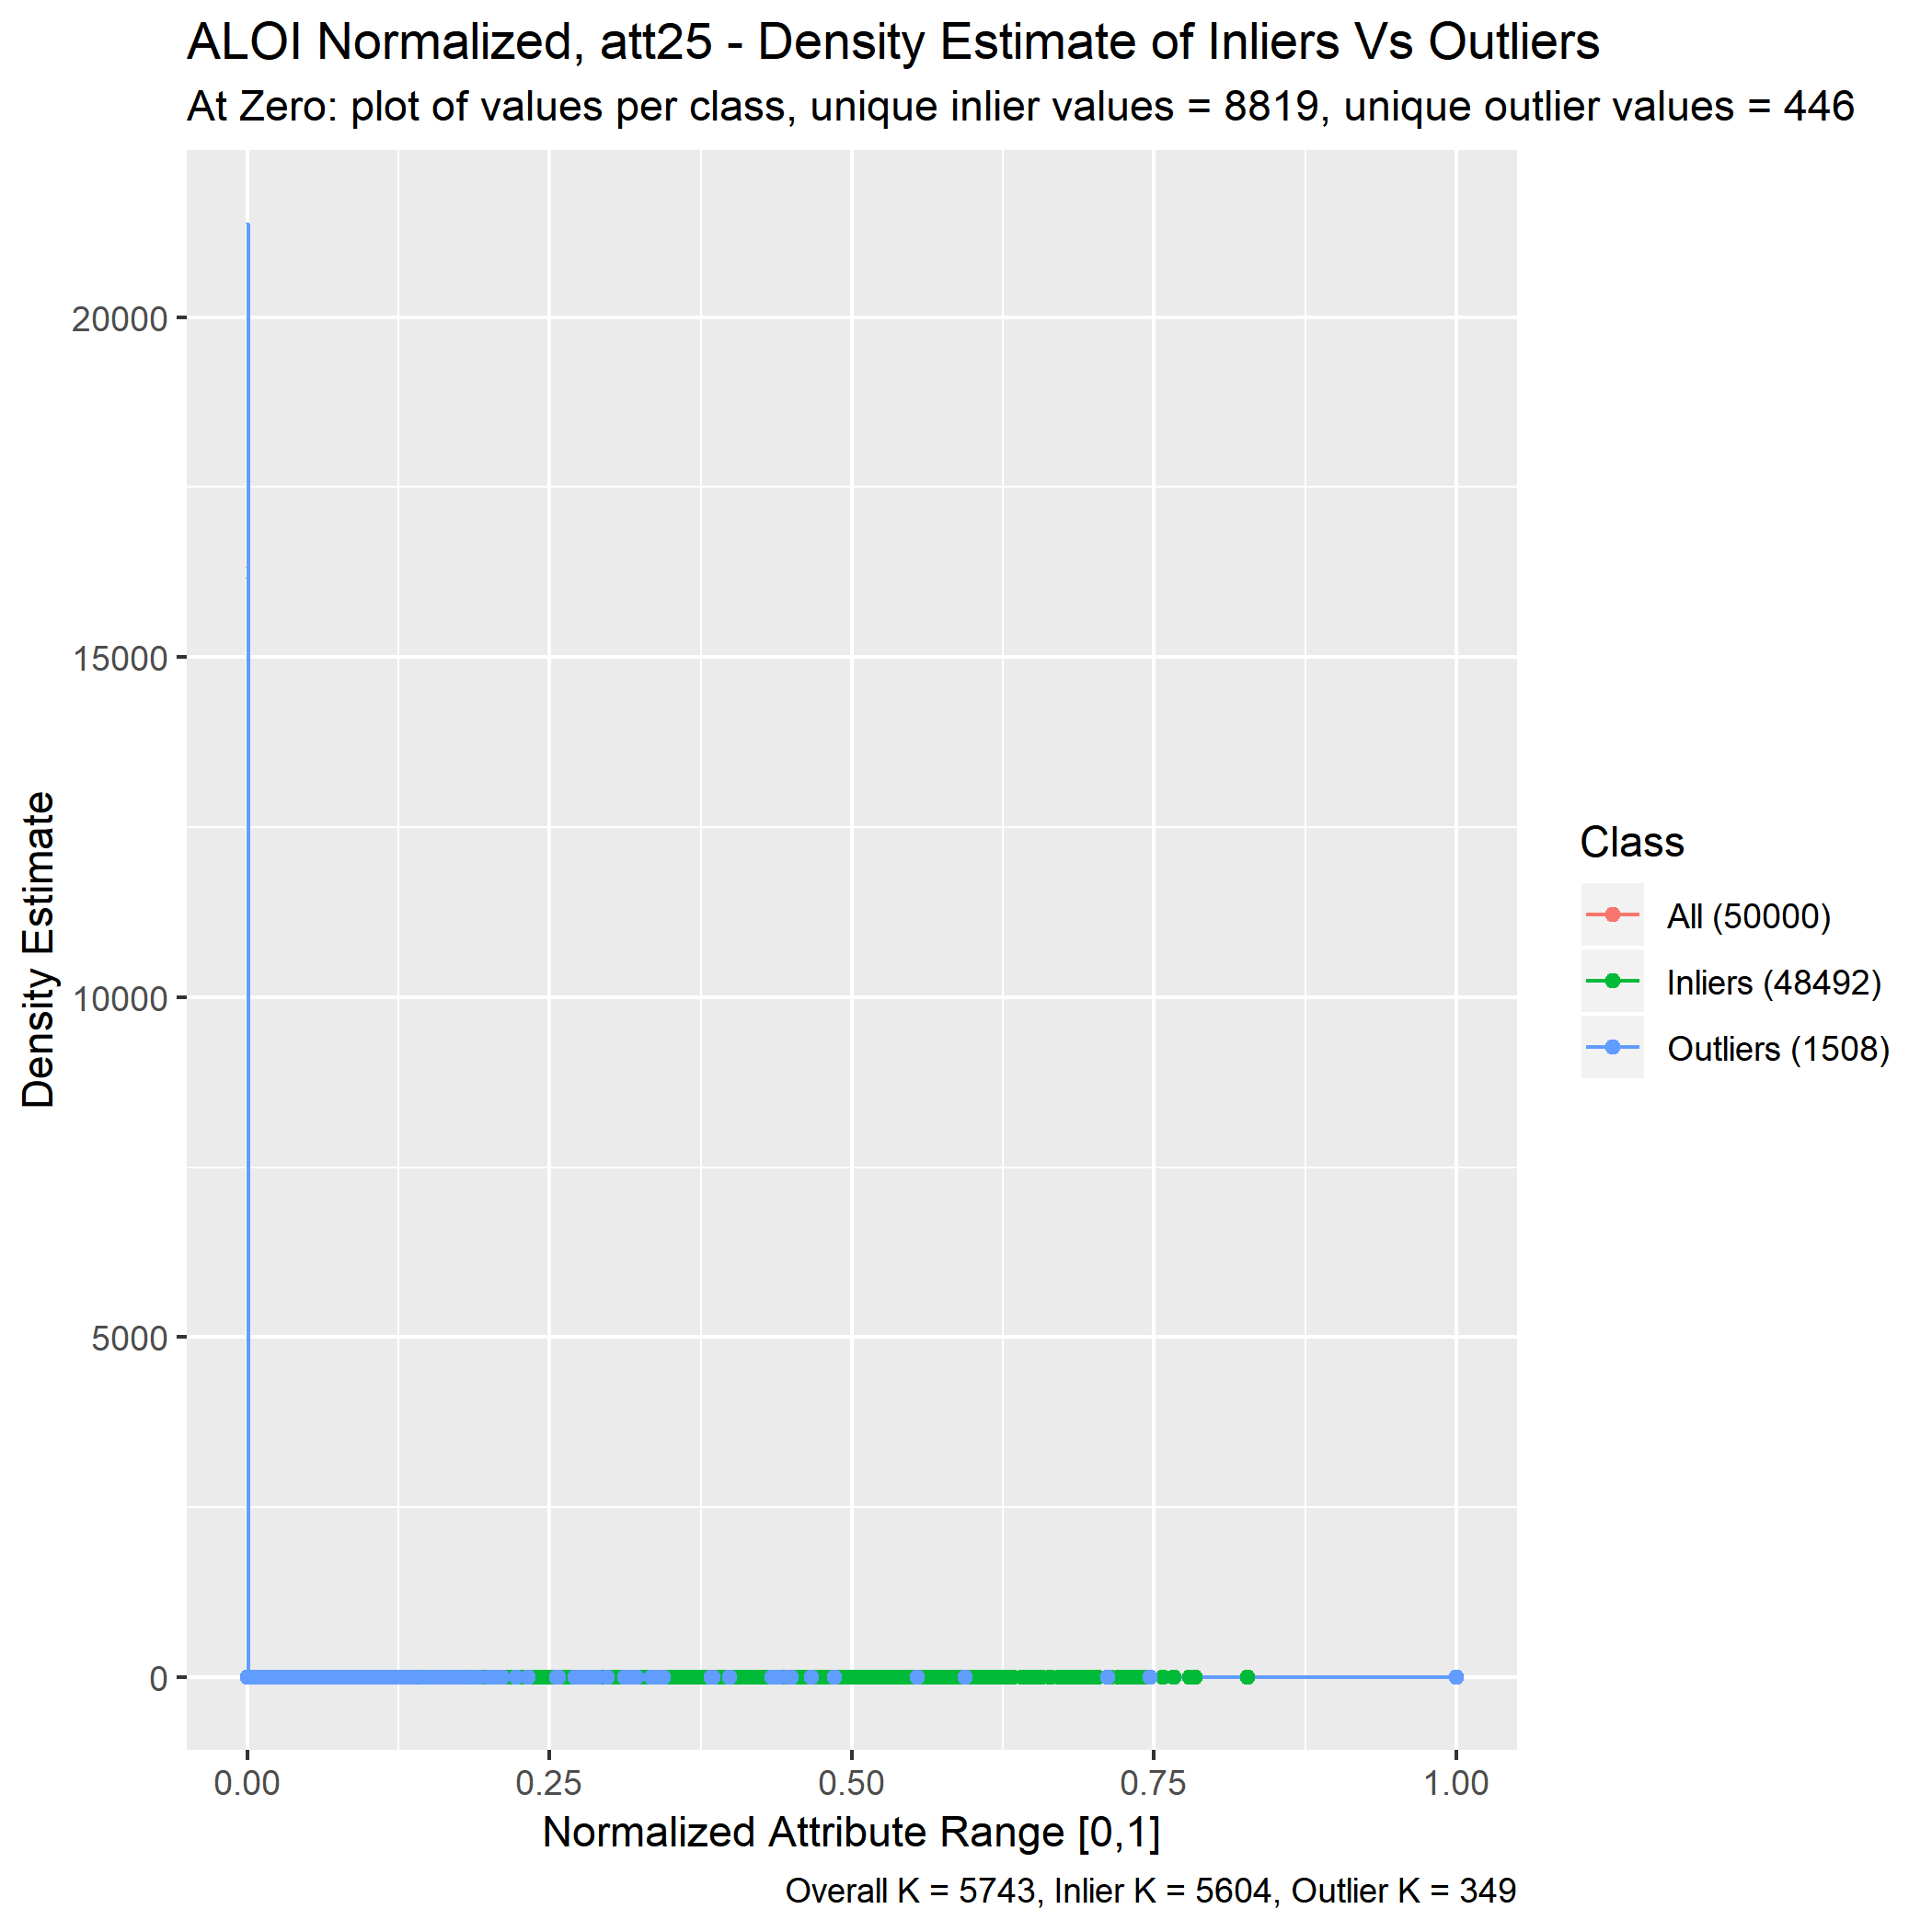 ALOI Normalized, att25 - Density Estimate of Inliers Vs Outliers
At Zero: plot of values per class, unique inlier values = 8819, unique outlier values = 446
Density Estimate
20000
15000
10000
5000
0
0.00
0.25
0.50
0.75
1.00
Normalized Attribute Range [0,1]
Overall K = 5743, Inlier K = 5604, Outlier K = 349
Class
All (50000)
Inliers (48492)
Outliers (1508)